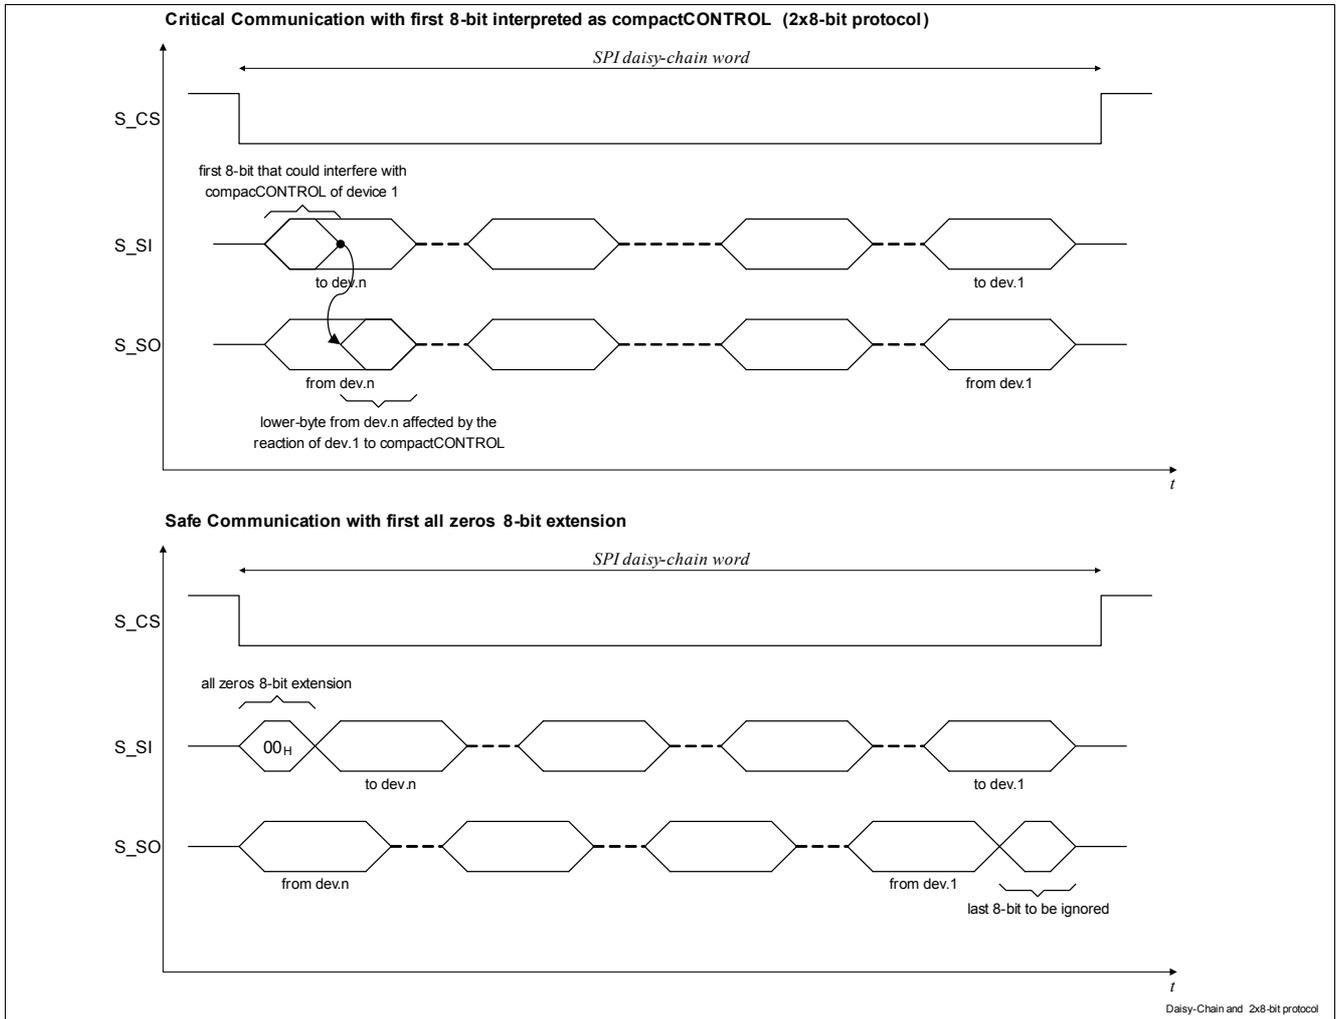 Critical Communication with first 8-bit interpreted as compactCONTROL (2x8-bit protocol)
SPI daisy-chain word
S_CS
first 8-bit that could interfere with
compacCONTROL of device 1
S_SI
to dev.n
to dev.1
S_SO
from dev.n
from dev.1
lower-byte from dev.n affected by the
reaction of dev.1 to compactCONTROL
t
Safe Communication with first all zeros 8-bit extension
SPI daisy-chain word
S_CS
all zeros 8-bit extension
S_SI
00H
to dev.n
to dev.1
S_SO
from dev.n
from dev.1
last 8-bit to be ignored
t
Daisy-Chain and 2x8-bit protocol